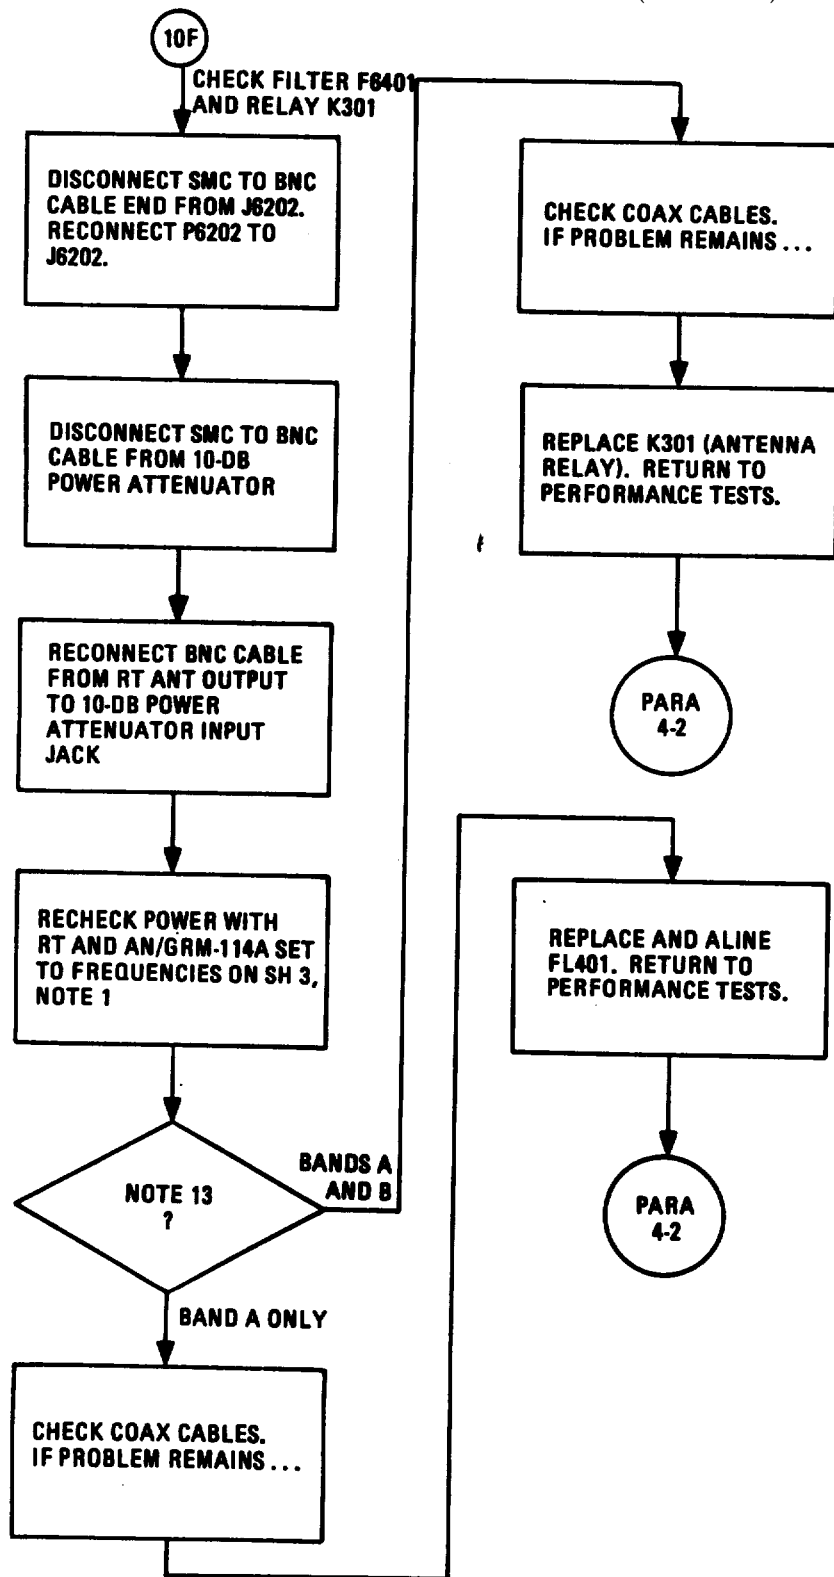 10F
CHECK FILTER F6401
AND RELAY K301
DISCONNECT SMC TO BNC
CABLE END FROM J6202.
RECONNECT P6202 TO
J6202.
DISCONNECT SMC TO BNC
CABLE FROM 10-DB
POWER ATTENUATOR
RECONNECT BNC CABLE
FROM RT ANT OUTPUT
TO 10-DB POWER
ATTENUATOR INPUT
JACK
RECHECK POWER WITH
RT AND AN/GRM-114A SET
TO FREQUENCIES ON SH 3,
NOTE 1
NOTE 13
?
BANDS A
AND B
BAND A ONLY
CHECK COAX CABLES.
IF PROBLEM REMAINS...
CHECK COAX CABLES.
IF PROBLEM REMAINS...
REPLACE K301 (ANTENNA
RELAY). RETURN TO
PERFORMANCE TESTS.
PARA
4-2
REPLACE AND ALINE
FL401. RETURN TO
PERFORMANCE TESTS.
PARA
4-2